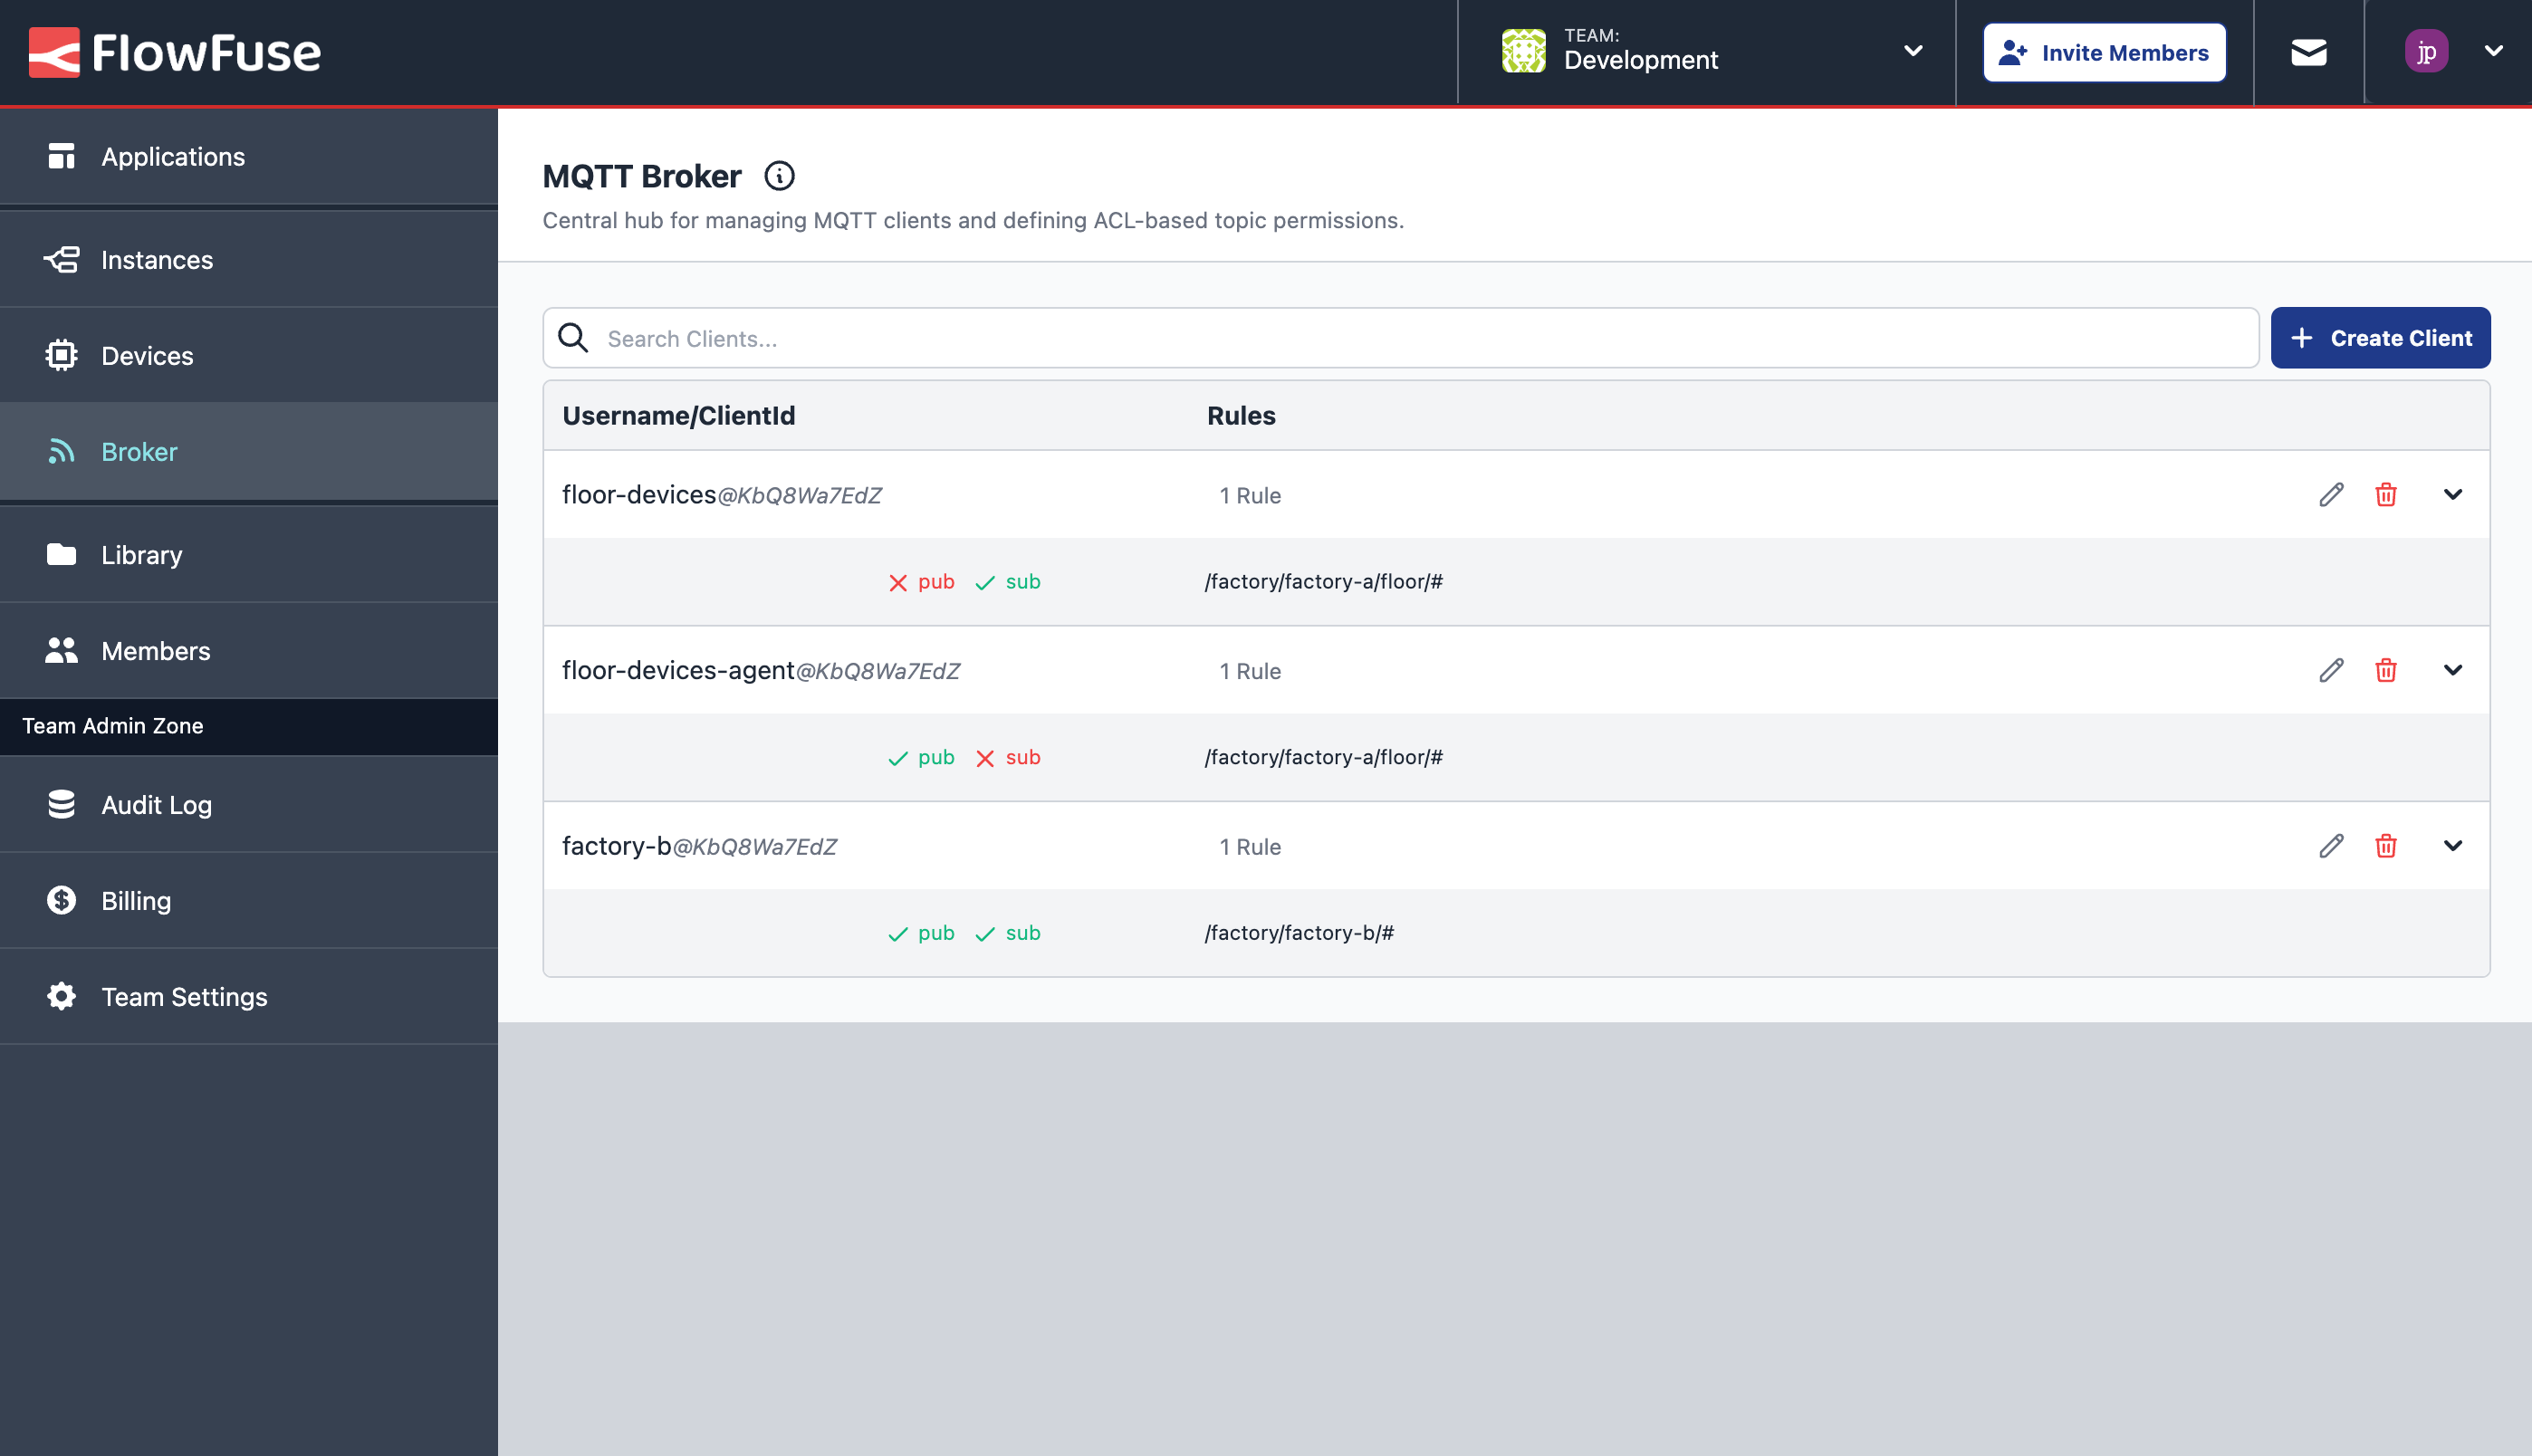 FlowFuse
TEAM:
Development
Invite Members
jp
Applications
Instances
Devices
Broker
Library
Members
Team Admin Zone
Audit Log
Billing
Team Settings
MQTT Broker
Central hub for managing MQTT clients and defining ACL-based topic permissions.
Search Clients...
Create Client
Username/ClientId Rules
floor-devices@KbQ8Wa7EdZ 1 Rule
pub sub /factory/factory-a/floor/#
floor-devices-agent@KbQ8Wa7EdZ 1 Rule
pub sub /factory/factory-a/floor/#
factory-b@KbQ8Wa7EdZ 1 Rule
pub sub /factory/factory-b/#